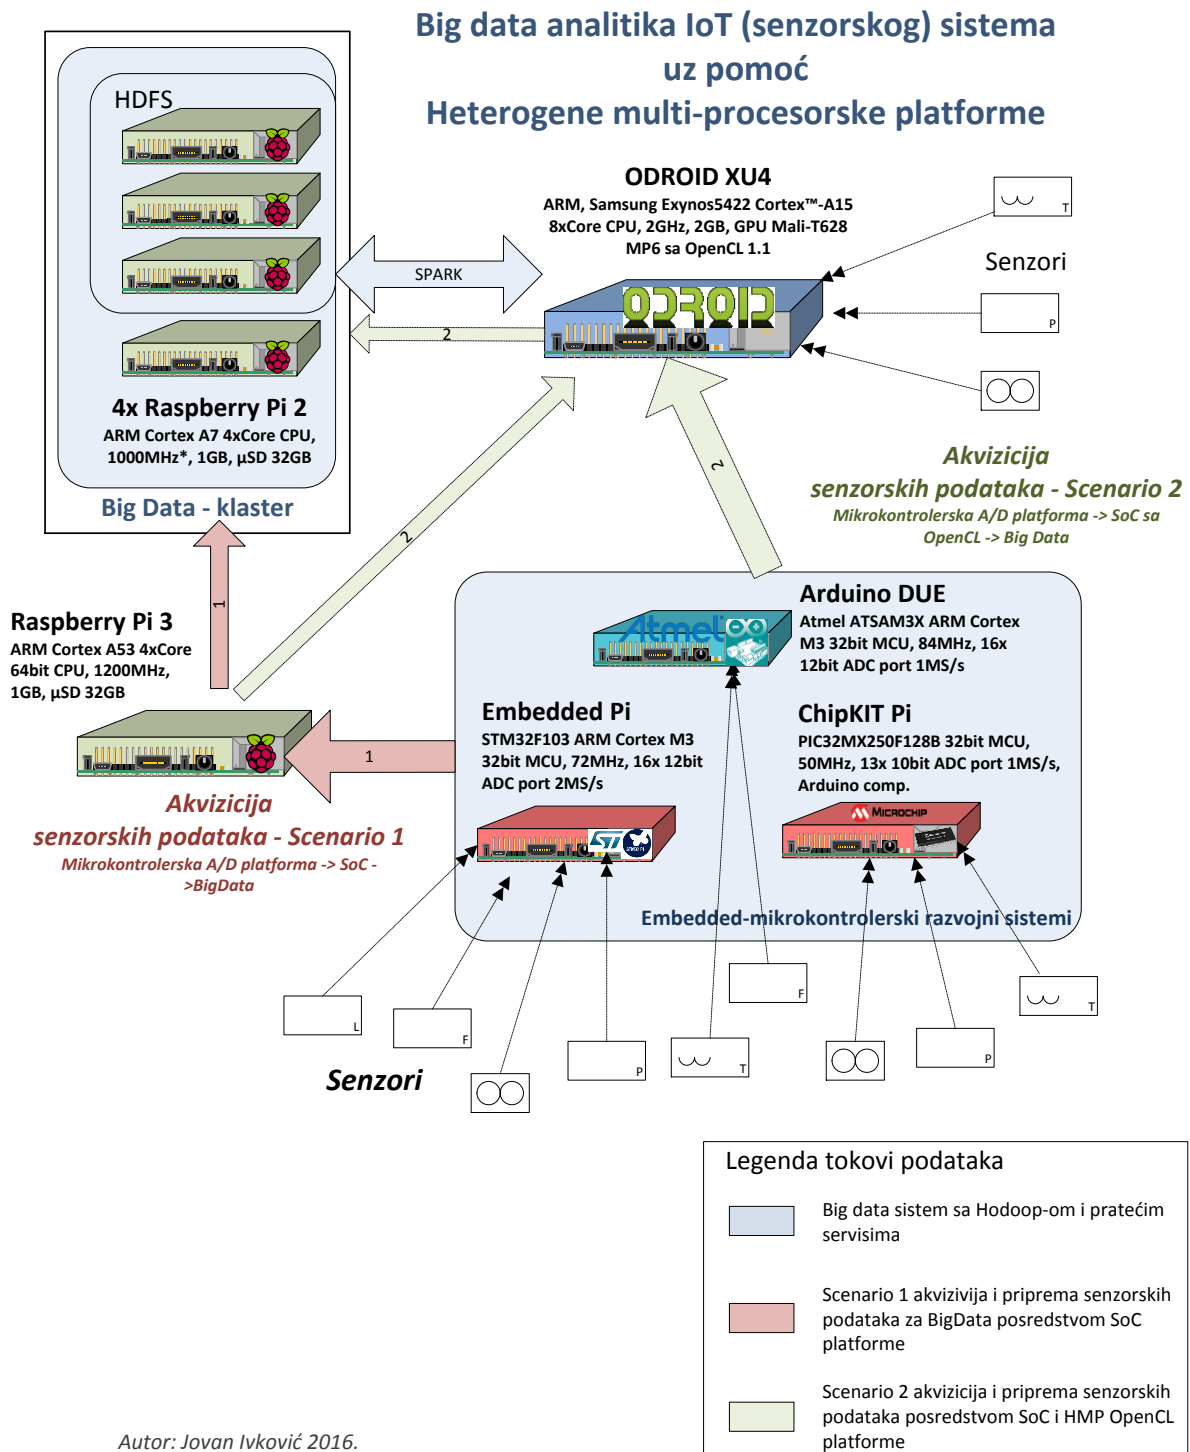 Big data analitika IoT (senzorskog) sistema
uz pomoć
Heterogene multi-procesorske platforme
HDFS
ODROID XU4
ARM, Samsung Exynos5422 Cortex™-A15
8xCore CPU, 2GHz, 2GB, GPU Mali-T628
MP6 sa OpenCL 1.1
T
Senzori
P
SPARK
ODROID
2
4x Raspberry Pi 2
ARM Cortex A7 4xCore CPU,
1000MHz*, 1GB, µSD 32GB
Big Data - klaster
2
2
Akvizicija
senzorskih podataka - Scenario 2
Mikrokontrolerska A/D platforma -> SoC sa
OpenCL -> Big Data
1
Raspberry Pi 3
ARM Cortex A53 4xCore
64bit CPU, 1200MHz,
1GB, µSD 32GB
Arduino DUE
Atmel ATSAM3X ARM Cortex
M3 32bit MCU, 84MHz, 16x
12bit ADC port 1MS/s
Atmel
Embedded Pi
STM32F103 ARM Cortex M3
32bit MCU, 72MHz, 16x 12bit
ADC port 2MS/s
ChipKIT Pi
PIC32MX250F128B 32bit MCU,
50MHz, 13x 10bit ADC port 1MS/s,
Arduino comp.
1
Akvizicija
senzorskih podataka - Scenario 1
Mikrokontrolerska A/D platforma -> SoC -
>BigData
ST
MICROCHIP
Embedded-mikrokontrolerski razvojni sistemi
L
F
P
T
F
P
T
Senzori
Legenda tokovi podataka
Big data sistem sa Hodoop-om i pratećim
servisima
Scenario 1 akvizivija i priprema senzorskih
podataka za BigData posredstvom SoC
platforme
Scenario 2 akvizicija i priprema senzorskih
podataka posredstvom SoC i HMP OpenCL
platforme
Autor: Jovan Ivković 2016.